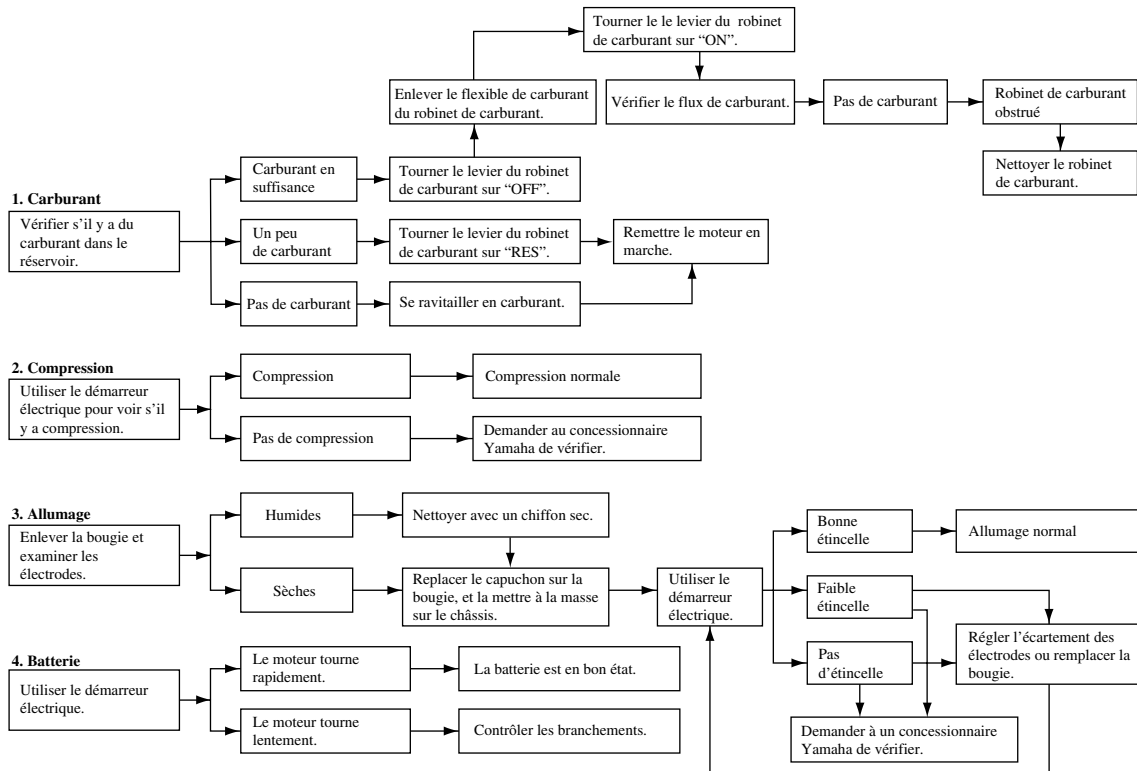 Tourner le le levier du robinet
de carburant sur “ON”.
Enlever le flexible de carburant
du robinet de carburant.
Vérifier le flux de carburant.
Pas de carburant
Robinet de carburant
obstrué
Nettoyer le robinet
de carburant.
1. Carburant
Vérifier s’il y a du
carburant dans le
réservoir.
Carburant en
suffisance
Tourner le levier du robinet
de carburant sur “OFF”.
Un peu
de carburant
Tourner le levier du robinet
de carburant sur “RES”.
Remettre le moteur en
marche.
Pas de carburant
Se ravitailler en carburant.
2. Compression
Utiliser le démarreur
électrique pour voir s’il
y a compression.
Compression
Compression normale
Pas de compression
Demander au concessionnaire
Yamaha de vérifier.
3. Allumage
Enlever la bougie et
examiner les
électrodes.
Humides
Nettoyer avec un chiffon sec.
Sèches
Replacer le capuchon sur la
bougie, et la mettre à la masse
sur le châssis.
Utiliser le
démarreur
électrique.
Bonne
étincelle
Allumage normal
Faible
étincelle
Pas
d’étincelle
Régler l’écartement des
électrodes ou remplacer la
bougie.
Demander à un concessionnaire
Yamaha de vérifier.
4. Batterie
Utiliser le démarreur
électrique.
Le moteur tourne
rapidement.
La batterie est en bon état.
Le moteur tourne
lentement.
Contrôler les branchements.